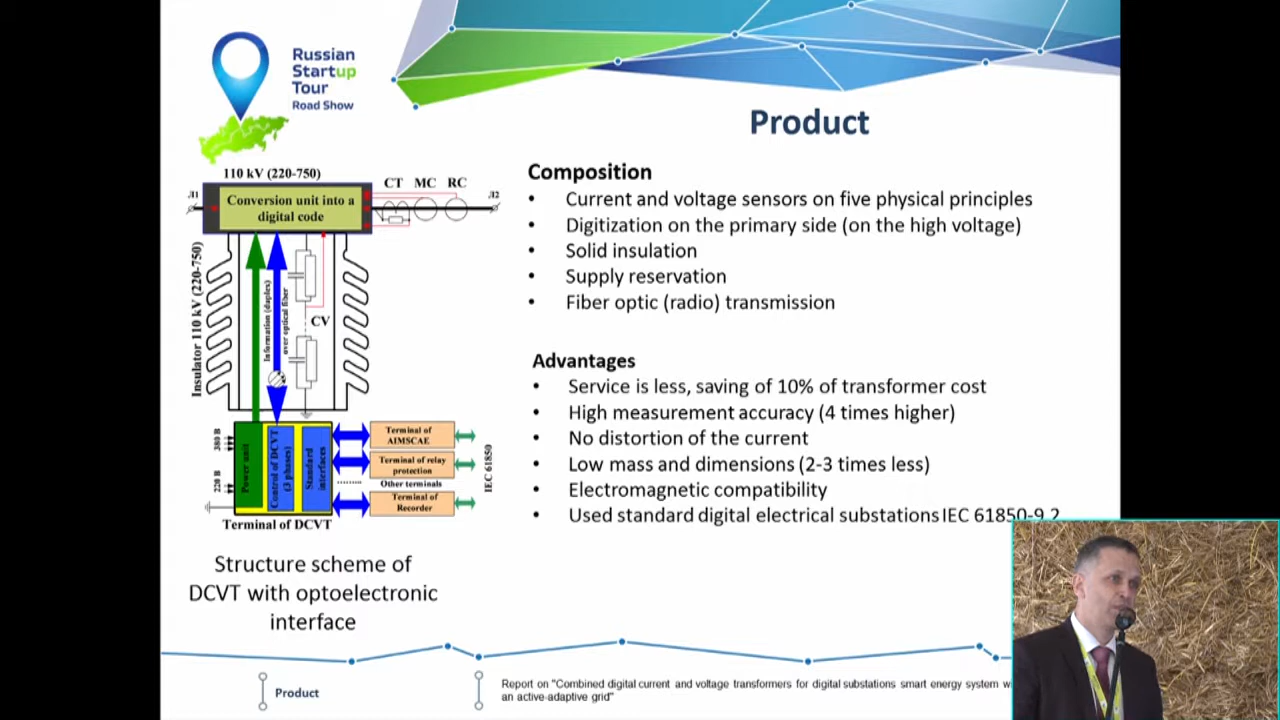 Russian
Startup
Tour
Road Show
Product
110 kV (220-750)
Л1
Conversion unit into a
digital code
CT MC RC
Л2
Insulator 110 kV (220-750)
Information (duplex)
over optical fiber
CV
380 В
220 В
Power unit
Control of DCVT
(3 phases)
Standard
interfaces
Terminal of
AIMSCAE
Terminal of relay
protection
Other terminals
.........
Terminal of
Recorder
IEC 61850
Terminal of DCVT
Structure scheme of
DCVT with optoelectronic
interface
Composition
• Current and voltage sensors on five physical principles
• Digitization on the primary side (on the high voltage)
• Solid insulation
• Supply reservation
• Fiber optic (radio) transmission
Advantages
• Service is less, saving of 10% of transformer cost
• High measurement accuracy (4 times higher)
• No distortion of the current
• Low mass and dimensions (2-3 times less)
• Electromagnetic compatibility
• Used standard digital electrical substations IEC 61850-9.2
Product
Report on "Combined digital current and voltage transformers for digital substations smart energy system w
an active-adaptive grid"